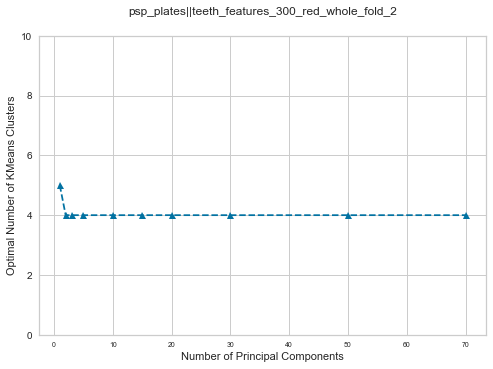 psp_plates||teeth_features_300_red_whole_fold_2
10
8
6
4
2
0
Optimal Number of KMeans Clusters
0 10 20 30 40 50 60 70
Number of Principal Components